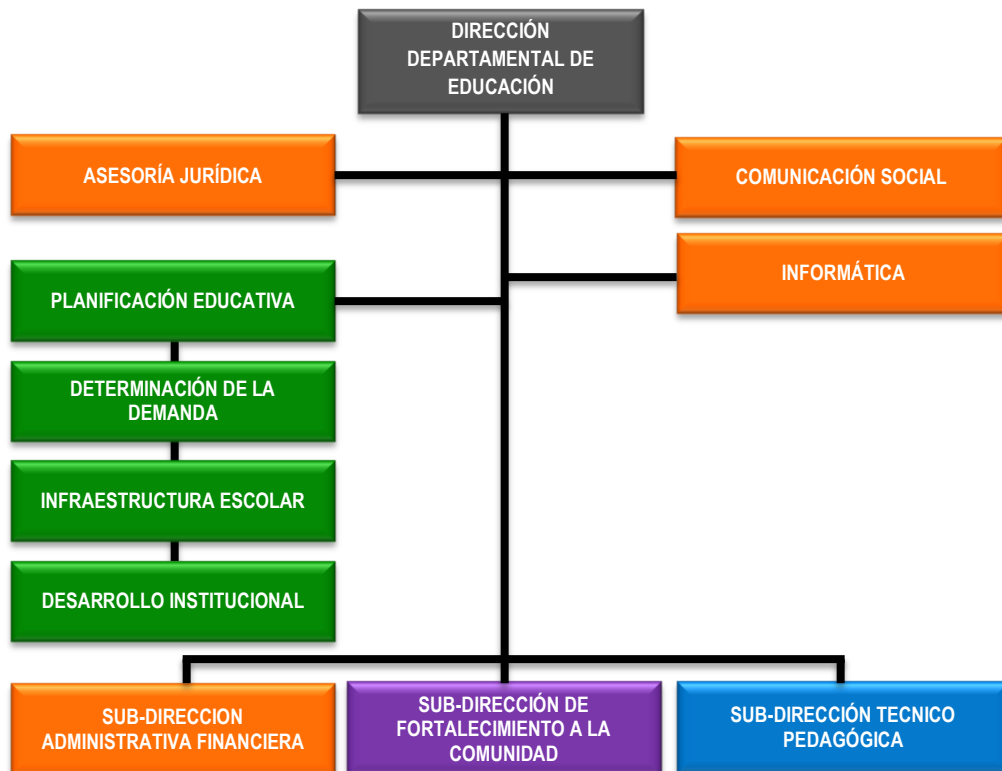 DIRECCIÓN
DEPARTAMENTAL DE
EDUCACIÓN
ASESORÍA JURÍDICA
COMUNICACIÓN SOCIAL
INFORMÁTICA
PLANIFICACIÓN EDUCATIVA
DETERMINACIÓN DE LA
DEMANDA
INFRAESTRUCTURA ESCOLAR
DESARROLLO INSTITUCIONAL
SUB-DIRECCION
ADMINISTRATIVA FINANCIERA
SUB-DIRECCIÓN DE
FORTALECIMIENTO A LA
COMUNIDAD
SUB-DIRECCIÓN TECNICO
PEDAGÓGICA